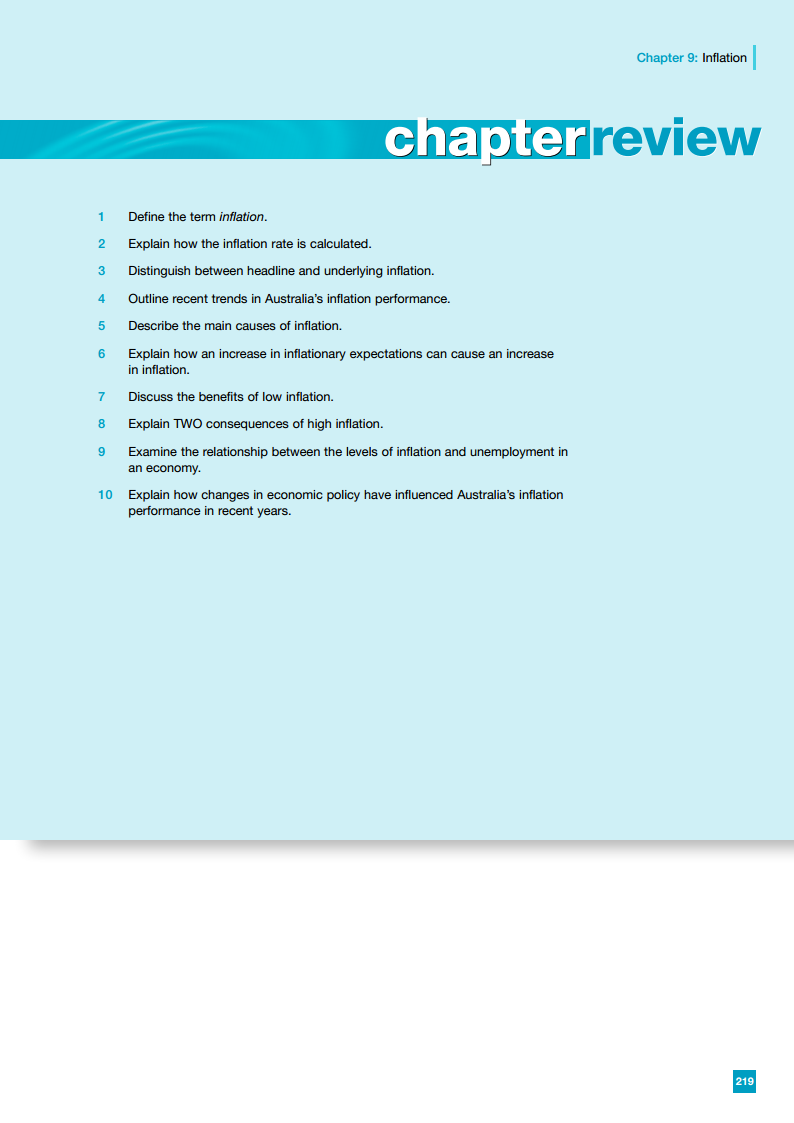 Chapter 9: Inflation
chapter review
1 Define the term inflation.
2 Explain how the inflation rate is calculated.
3 Distinguish between headline and underlying inflation.
4 Outline recent trends in Australia’s inflation performance.
5 Describe the main causes of inflation.
6 Explain how an increase in inflationary expectations can cause an increase
in inflation.
7 Discuss the benefits of low inflation.
8 Explain TWO consequences of high inflation.
9 Examine the relationship between the levels of inflation and unemployment in
an economy.
10 Explain how changes in economic policy have influenced Australia’s inflation
performance in recent years.
219